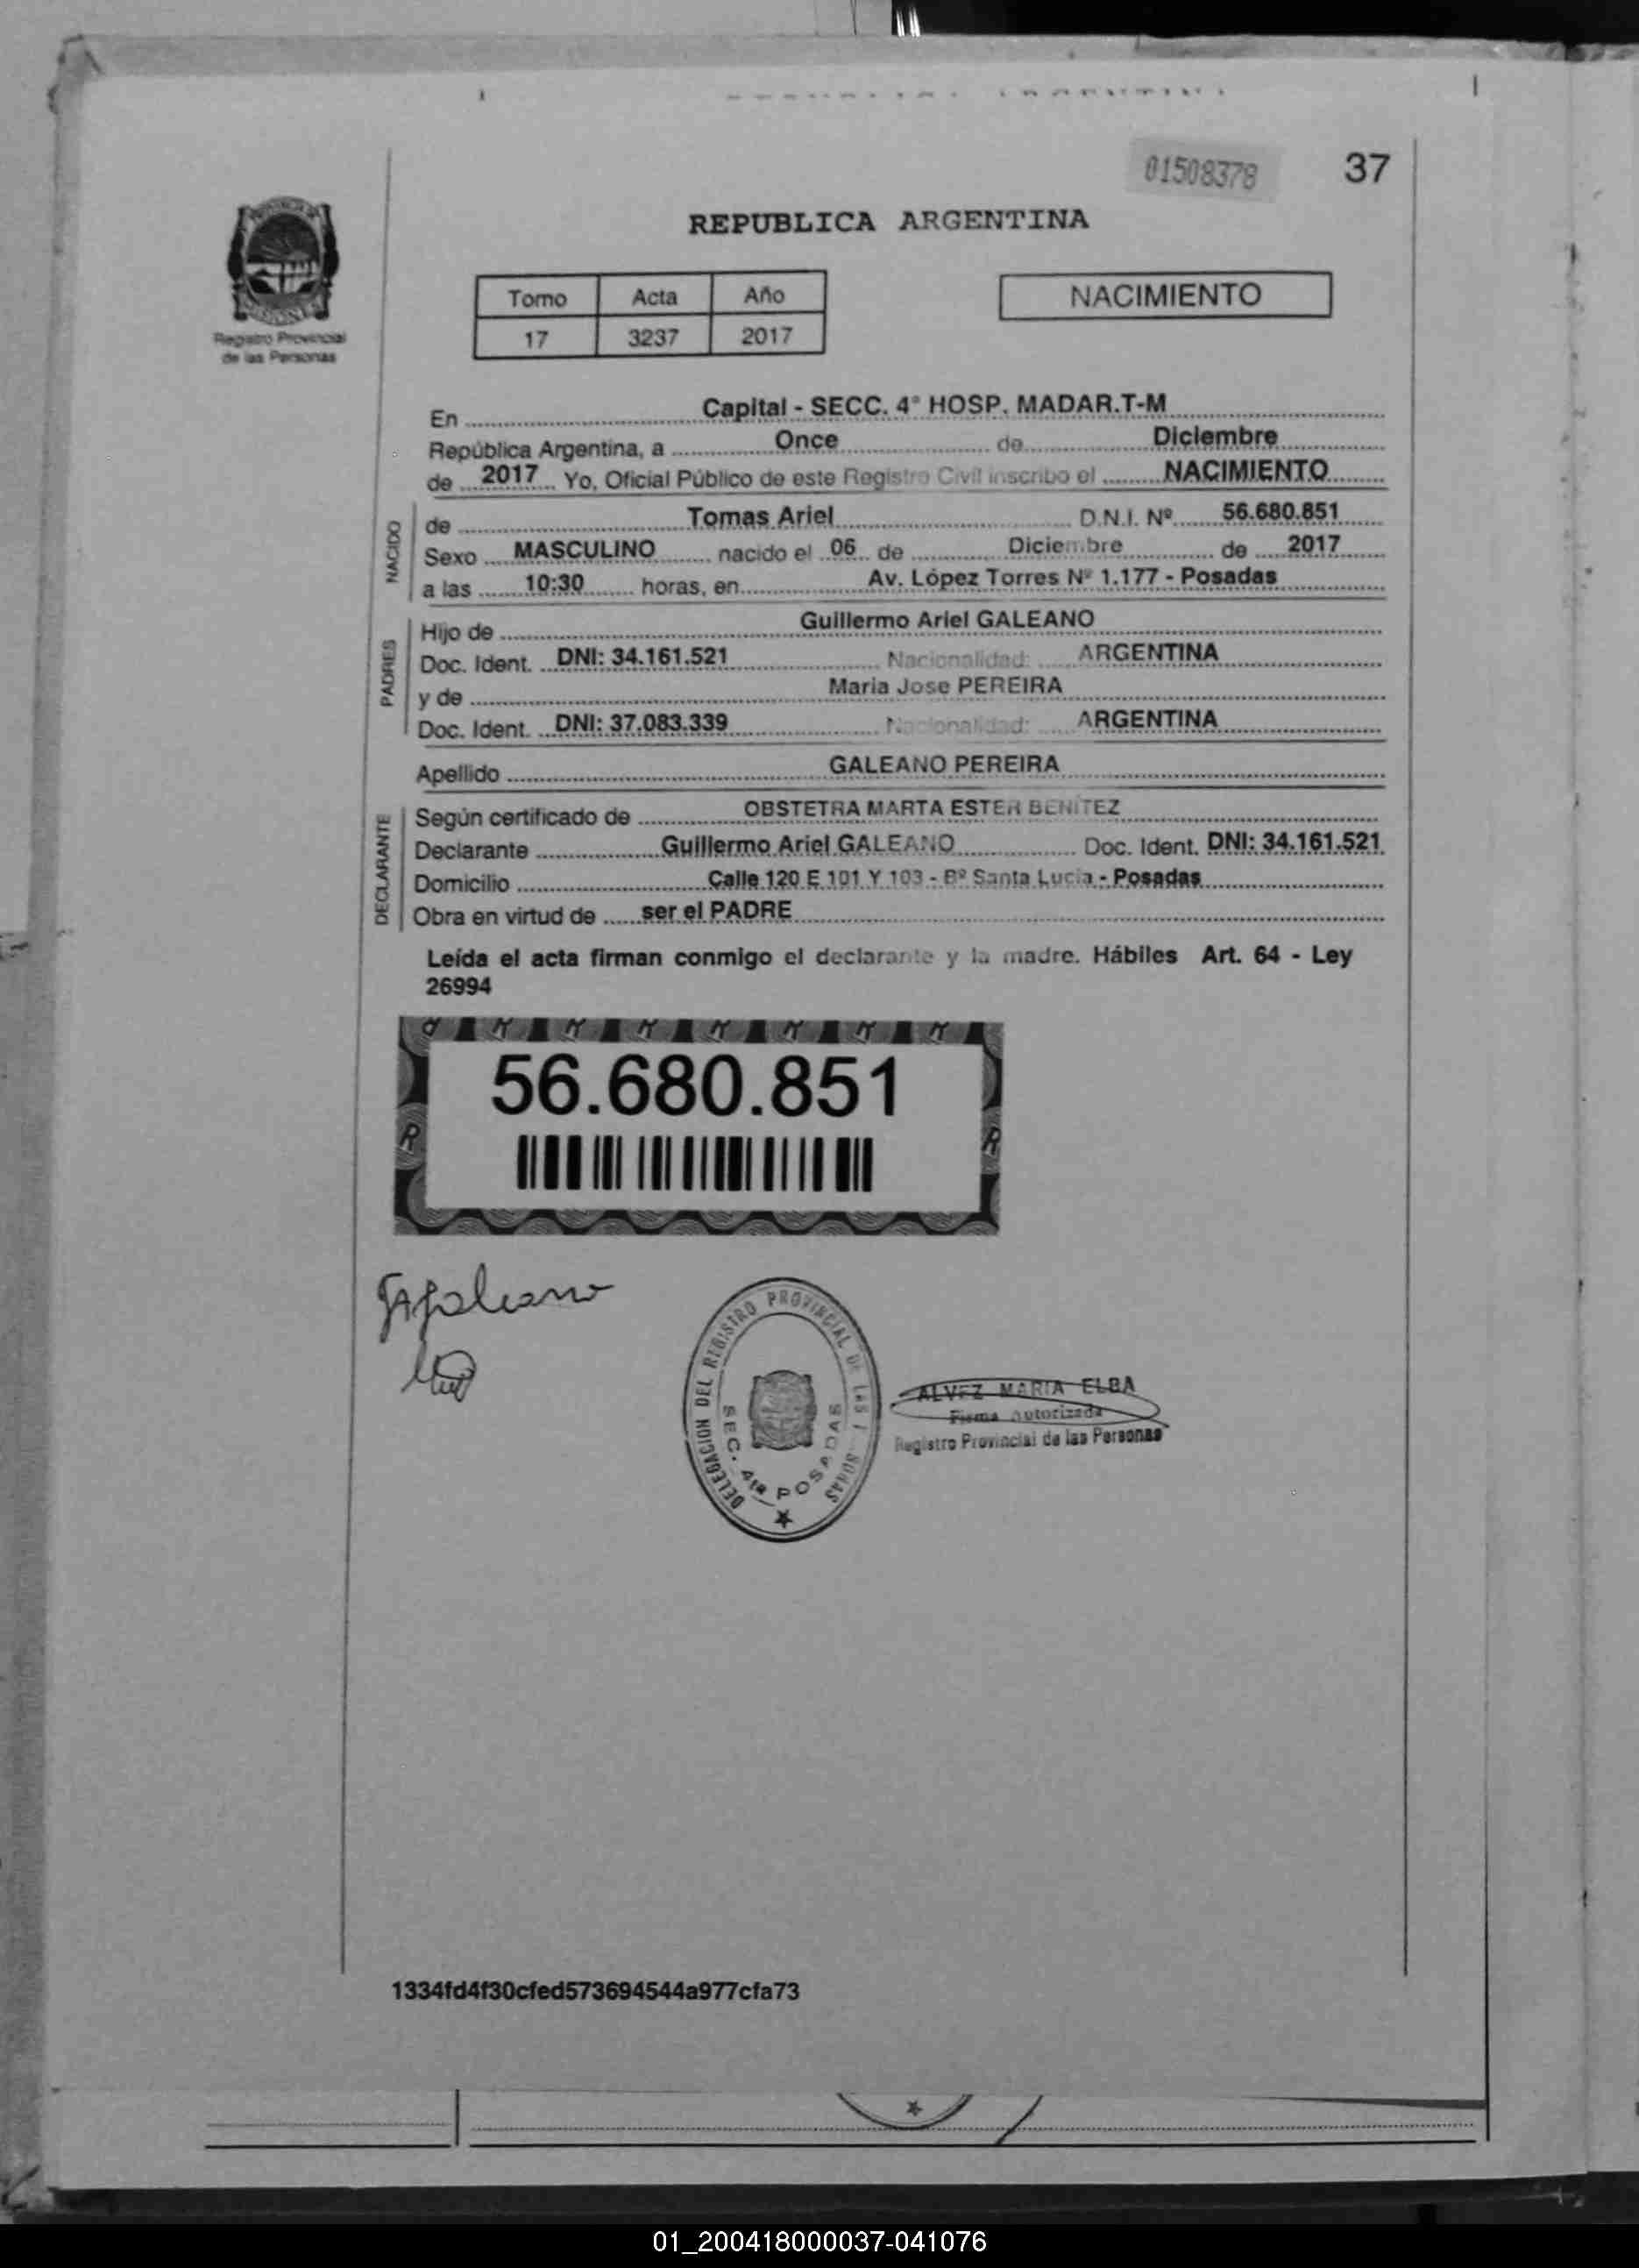 01508378
37
REPUBLICA ARGENTINA
Registro Provincial
de las Personas
Tomo Acta Año
17 3237 2017
NACIMIENTO
En Capital - SECC. 4° HOSP. MADAR.T-M
República Argentina, a Once de Diciembre
de 2017 Yo, Oficial Público de este Registro Civil inscribo el NACIMIENTO
NACIDO
de Tomas Ariel D.N.I. Nº 56.680.851
Sexo MASCULINO nacido el 06 de Diciembre de 2017
a las 10:30 horas, en Av. López Torres Nº 1.177 - Posadas
PADRES
Hijo de Guillermo Ariel GALEANO
Doc. Ident. DNI: 34.161.521 Nacionalidad: ARGENTINA
y de Maria Jose PEREIRA
Doc. Ident. DNI: 37.083.339 Nacionalidad: ARGENTINA
Apellido GALEANO PEREIRA
DECLARANTE
Según certificado de OBSTETRA MARTA ESTER BENITEZ
Declarante Guillermo Ariel GALEANO Doc. Ident. DNI: 34.161.521
Domicilio Calle 120 E 101 Y 103 - Bº Santa Lucia - Posadas
Obra en virtud de ser el PADRE
Leída el acta firman conmigo el declarante y la madre. Hábiles Art. 64 - Ley
26994
56.680.851
GAGaleano
DELEGACION DEL REGISTRO PROVINCIAL DE LAS PERSONAS
SEC. 4ta POSADAS
ALVEZ MARIA ELBA
Firma Autorizada
Registro Provincial de las Personas
1334fd4f30cfed573694544a977cfa73
01_200418000037-041076